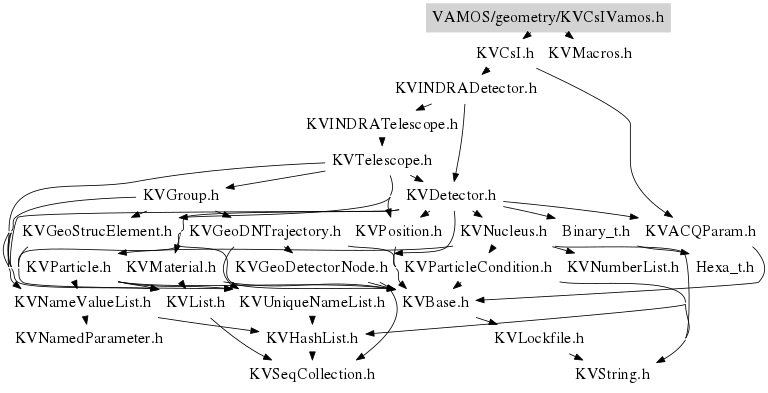 VAMOS/geometry/KVCsIVamos.h
KVCsI.h KVMacros.h
KVINDRADetector.h
KVINDRATelescope.h
KVTelescope.h
KVGroup.h KVDetector.h
KVGeoStrucElement.h KVGeoDNTrajectory.h KVPosition.h KVNucleus.h Binary_t.h KVACQParam.h
KVParticle.h KVMaterial.h KVGeoDetectorNode.h KVParticleCondition.h KVNumberList.h Hexa_t.h
KVNameValueList.h KVList.h KVUniqueNameList.h KVBase.h
KVNamedParameter.h KVHashList.h KVLockfile.h
KVSeqCollection.h KVString.h